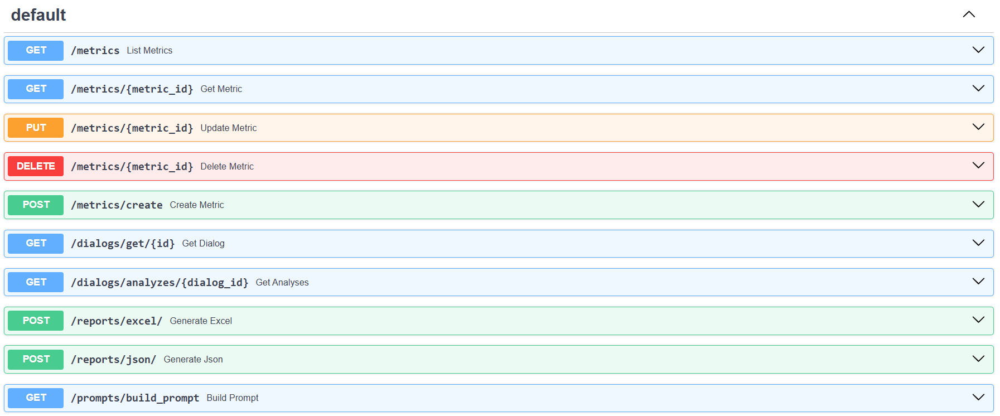 default
GET /metrics List Metrics
GET /metrics/{metric_id} Get Metric
PUT /metrics/{metric_id} Update Metric
DELETE /metrics/{metric_id} Delete Metric
POST /metrics/create Create Metric
GET /dialogs/get/{id} Get Dialog
GET /dialogs/analyzes/{dialog_id} Get Analyses
POST /reports/excel/ Generate Excel
POST /reports/json/ Generate Json
GET /prompts/build_prompt Build Prompt